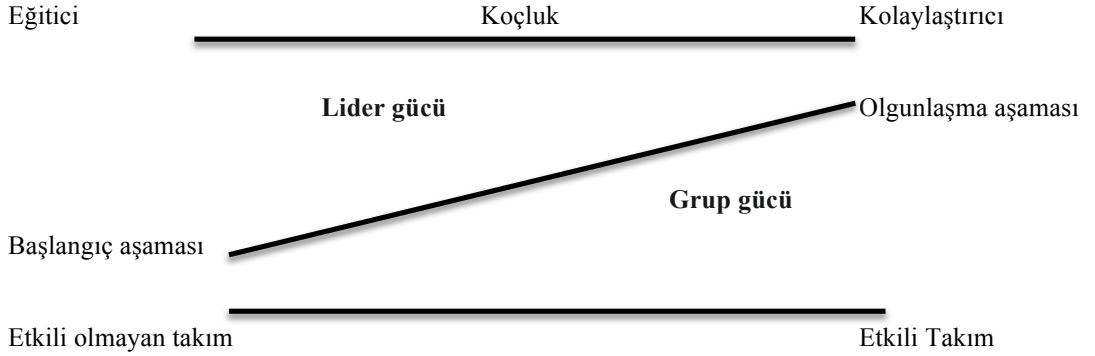 Eğitici Koçluk Kolaylaştırıcı
Lider gücü
Olgunlaşma aşaması
Grup gücü
Başlangıç aşaması
Etkili olmayan takım Etkili Takım